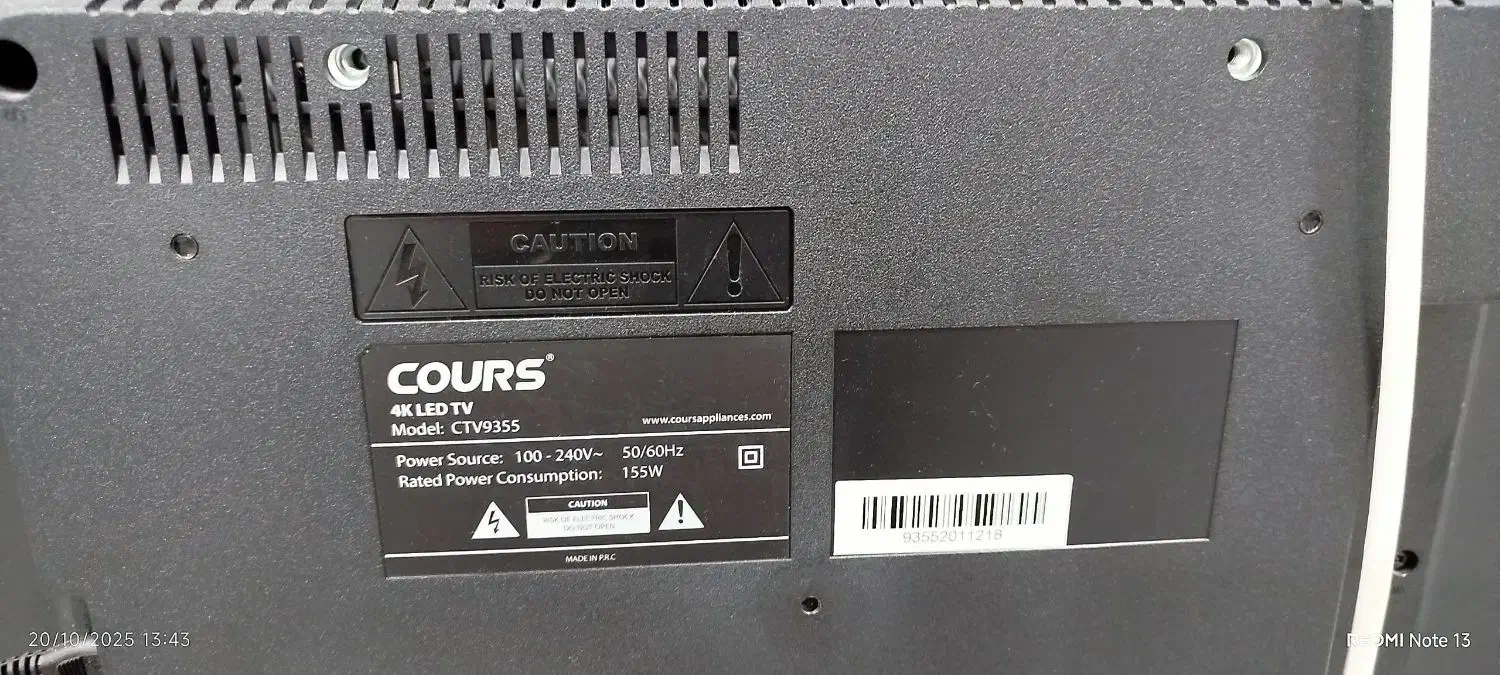 CAUTION
RISK OF ELECTRIC SHOCK
DO NOT OPEN
COURS®
4K LED TV
Model: CTV9355
www.coursappliances.com
Power Source: 100 - 240V~ 50/60Hz
Rated Power Consumption: 155W
CAUTION
RISK OF ELECTRIC SHOCK
DO NOT OPEN
MADE IN P.R.C
93552011218
20/10/2025 13:43
REDMI Note 13